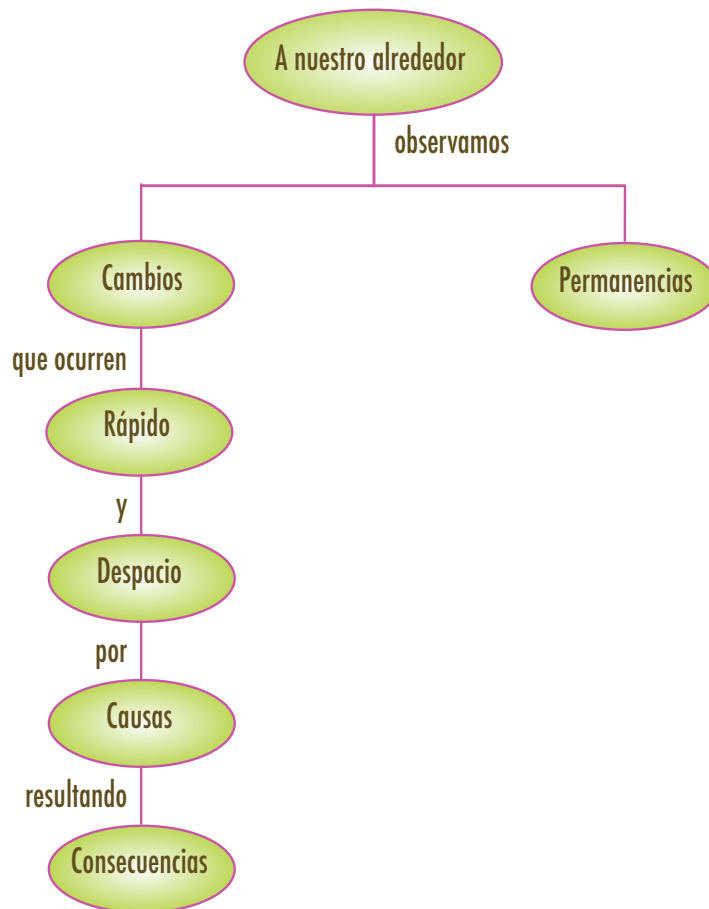 A nuestro alrededor
observamos
Cambios
Permanencias
que ocurren
Rápido
y
Despacio
por
Causas
resultando
Consecuencias